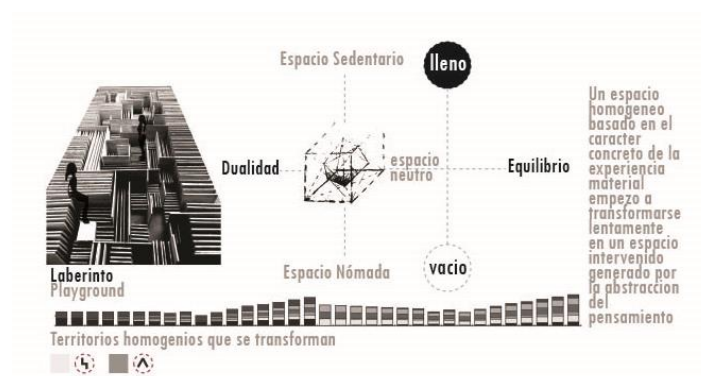 Espacio Sedentario
lleno
Dualidad
espacio
neutro
Equilibrio
Espacio Nómada
vacio
Laberinto
Playground
Territorios homogenios que se transforman
Un espacio
homogeneo
basado en el
caracter
concreto de la
experiencia
material
empezo a
transformarse
lentamente
en un espacio
intervenido
generado por
la abstraccion
del
pensamiento